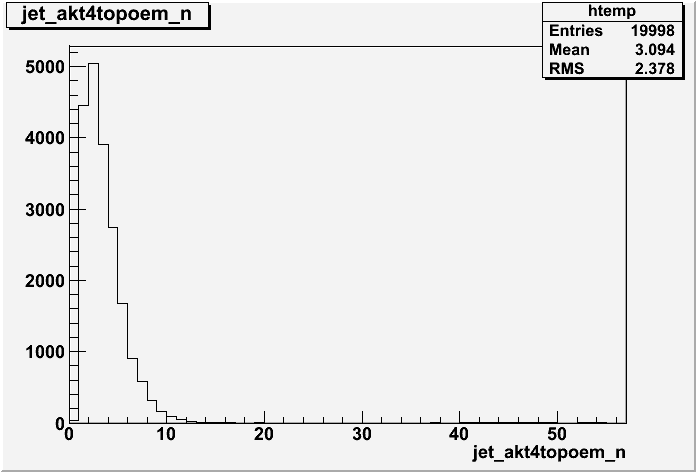 jet_akt4topoem_n
htemp
Entries 19998
Mean 3.094
RMS 2.378
5000
4000
3000
2000
1000
0
0 10 20 30 40 50
jet_akt4topoem_n